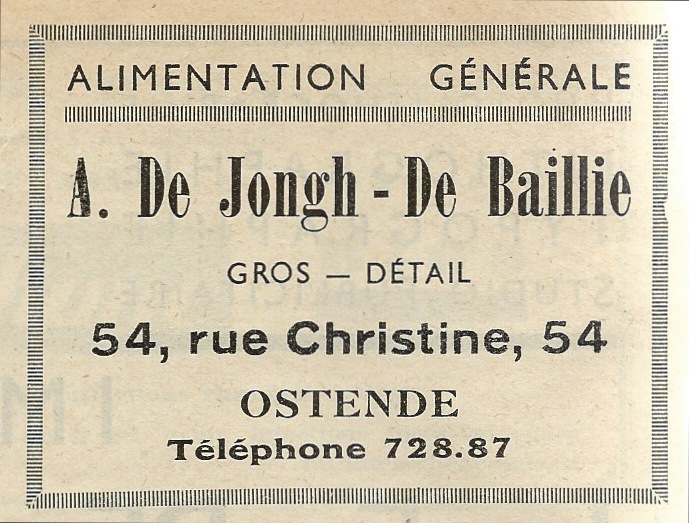 ALIMENTATION GÉNÉRALE
A. De Jongh - De Baillie
GROS — DÉTAIL
54, rue Christine, 54
OSTENDE
Téléphone 728.87